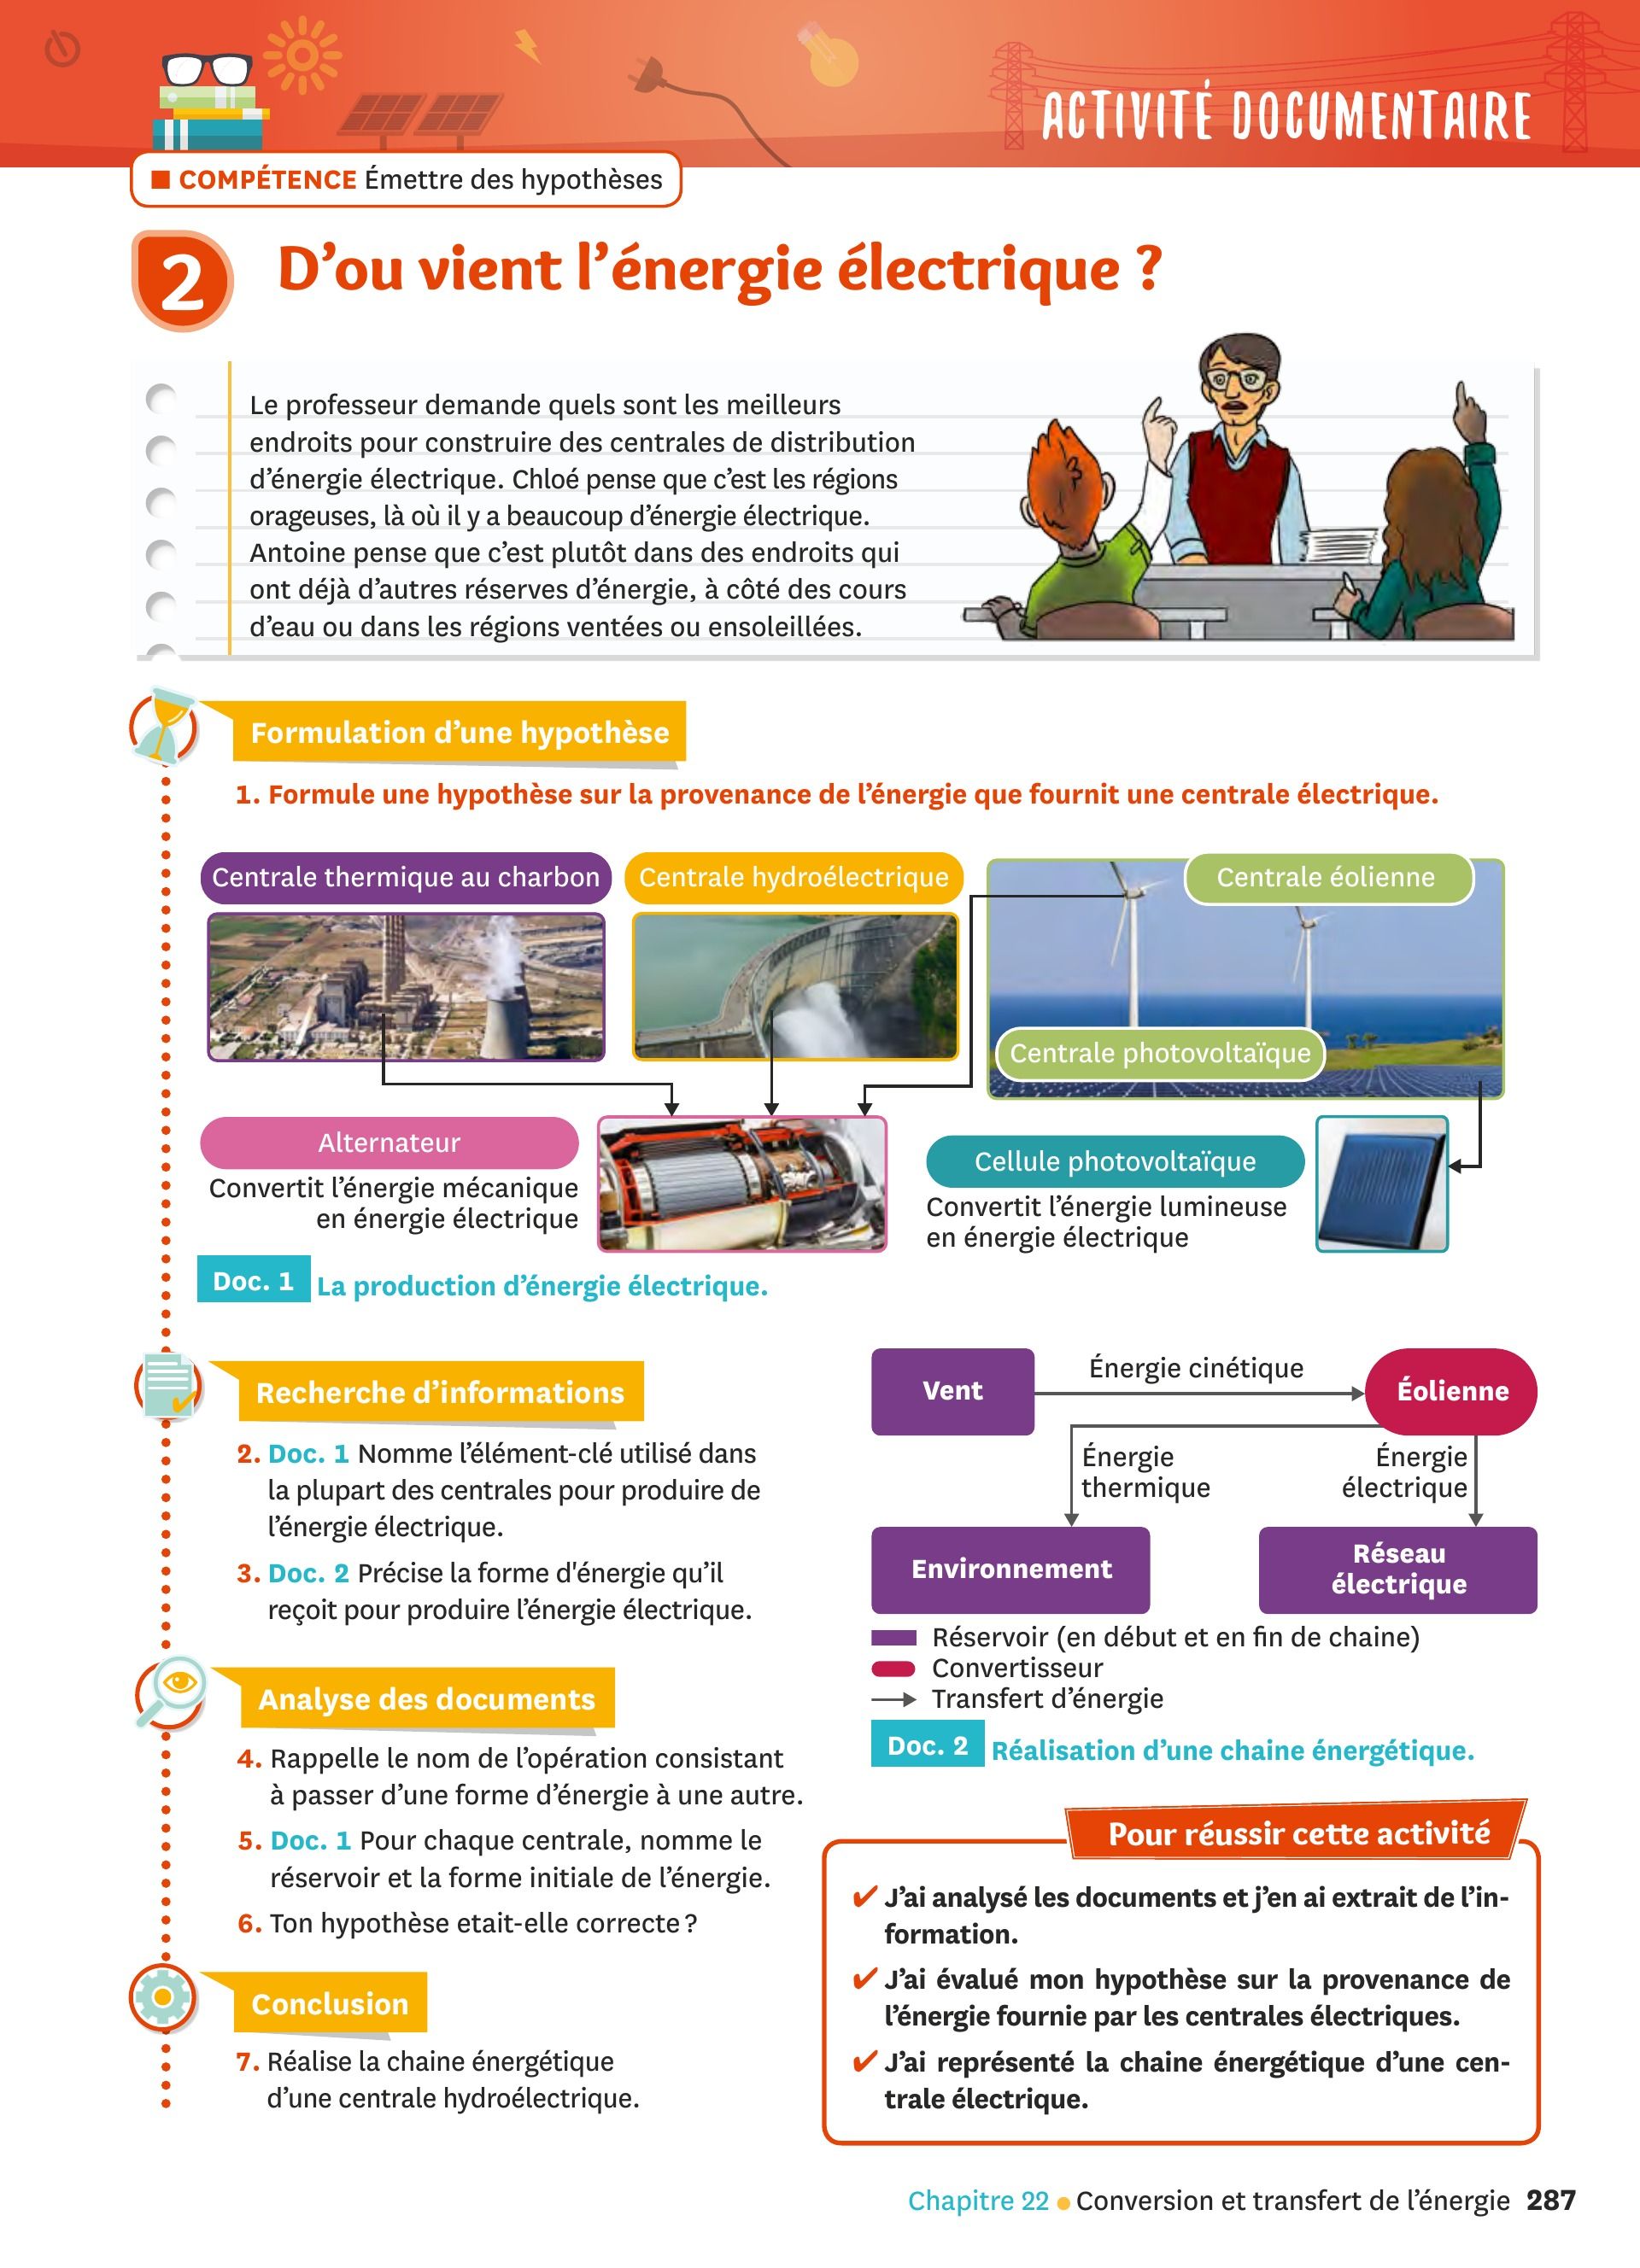 ACTIVITÉ DOCUMENTAIRE
COMPÉTENCE Émettre des hypothèses
2
D'ou vient l'énergie électrique ?
Le professeur demande quels sont les meilleurs
endroits pour construire des centrales de distribution
d'énergie électrique. Chloé pense que c'est les régions
orageuses, là où il y a beaucoup d'énergie électrique.
Antoine pense que c'est plutôt dans des endroits qui
ont déjà d'autres réserves d'énergie, à côté des cours
d'eau ou dans les régions ventées ou ensoleillées.
Formulation d'une hypothèse
1. Formule une hypothèse sur la provenance de l'énergie que fournit une centrale électrique.
Centrale thermique au charbon
Centrale hydroélectrique
Centrale éolienne
Centrale photovoltaïque
Alternateur
Convertit l'énergie mécanique
en énergie électrique
Cellule photovoltaïque
Convertit l'énergie lumineuse
en énergie électrique
Doc. 1 La production d'énergie électrique.
Recherche d'informations
2. Doc. 1 Nomme l'élément-clé utilisé dans
la plupart des centrales pour produire de
l'énergie électrique.
3. Doc. 2 Précise la forme d'énergie qu'il
reçoit pour produire l'énergie électrique.
Analyse des documents
4. Rappelle le nom de l'opération consistant
à passer d'une forme d'énergie à une autre.
5. Doc. 1 Pour chaque centrale, nomme le
réservoir et la forme initiale de l'énergie.
6. Ton hypothèse etait-elle correcte ?
Conclusion
7. Réalise la chaine énergétique
d'une centrale hydroélectrique.
Vent
Énergie cinétique
Éolienne
Énergie
thermique
Énergie
électrique
Environnement
Réseau
électrique
Réservoir (en début et en fin de chaine)
Convertisseur
Transfert d'énergie
Doc. 2 Réalisation d'une chaine énergétique.
Pour réussir cette activité
✔ J'ai analysé les documents et j'en ai extrait de l'in-
formation.
✔ J'ai évalué mon hypothèse sur la provenance de
l'énergie fournie par les centrales électriques.
✔ J'ai représenté la chaine énergétique d'une cen-
trale électrique.
Chapitre 22 • Conversion et transfert de l'énergie 287